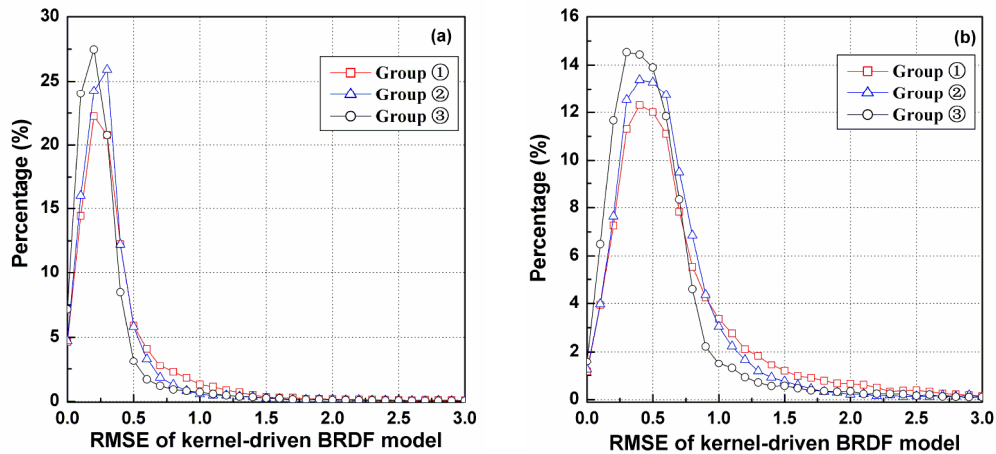 (a)
Group ①
Group ②
Group ③
Percentage (%)
30
25
20
15
10
5
0
0.0 0.5 1.0 1.5 2.0 2.5 3.0
RMSE of kernel-driven BRDF model
(b)
Group ①
Group ②
Group ③
Percentage (%)
16
14
12
10
8
6
4
2
0
0.0 0.5 1.0 1.5 2.0 2.5 3.0
RMSE of kernel-driven BRDF model